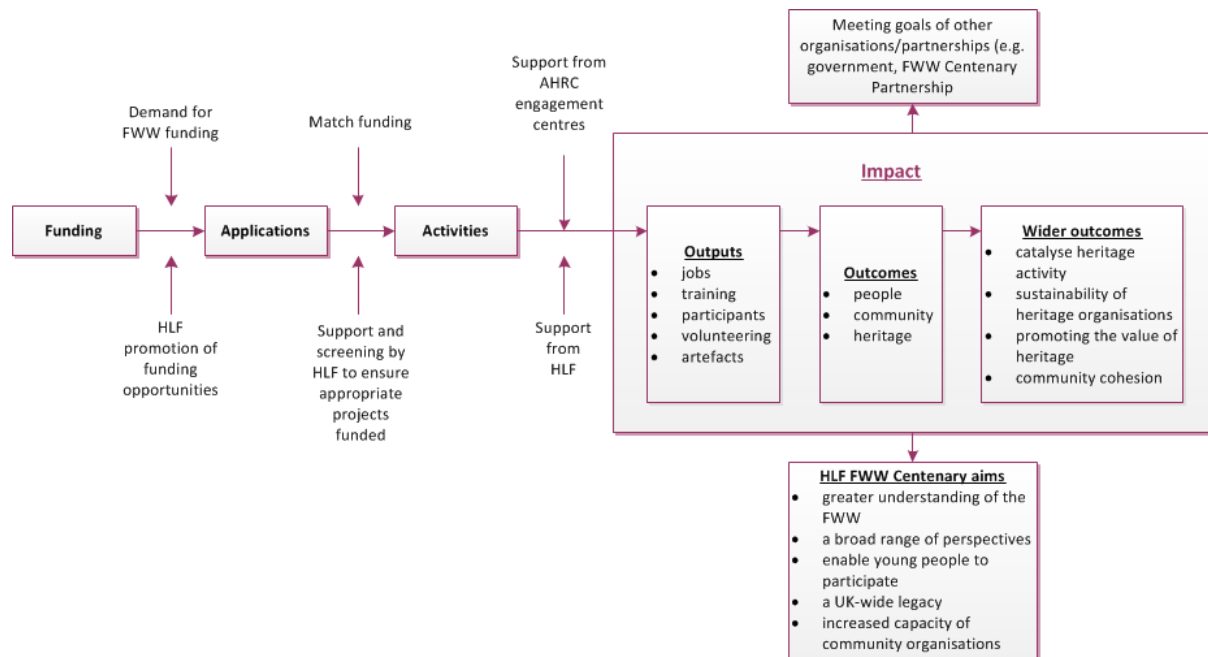 Meeting goals of other
organisations/partnerships (e.g.
government, FWW Centenary
Partnership
Support from
AHRC
engagement
centres
Demand for
FWW funding
Match funding
Impact
Funding
Applications
Activities
Outputs
• jobs
• training
• participants
• volunteering
• artefacts
Outcomes
• people
• community
• heritage
Wider outcomes
• catalyse heritage
activity
• sustainability of
heritage organisations
• promoting the value of
heritage
• community cohesion
HLF
promotion of
funding
opportunities
Support and
screening by
HLF to ensure
appropriate
projects
funded
Support
from
HLF
HLF FWW Centenary aims
• greater understanding of the
FWW
• a broad range of perspectives
• enable young people to
participate
• a UK-wide legacy
• increased capacity of
community organisations